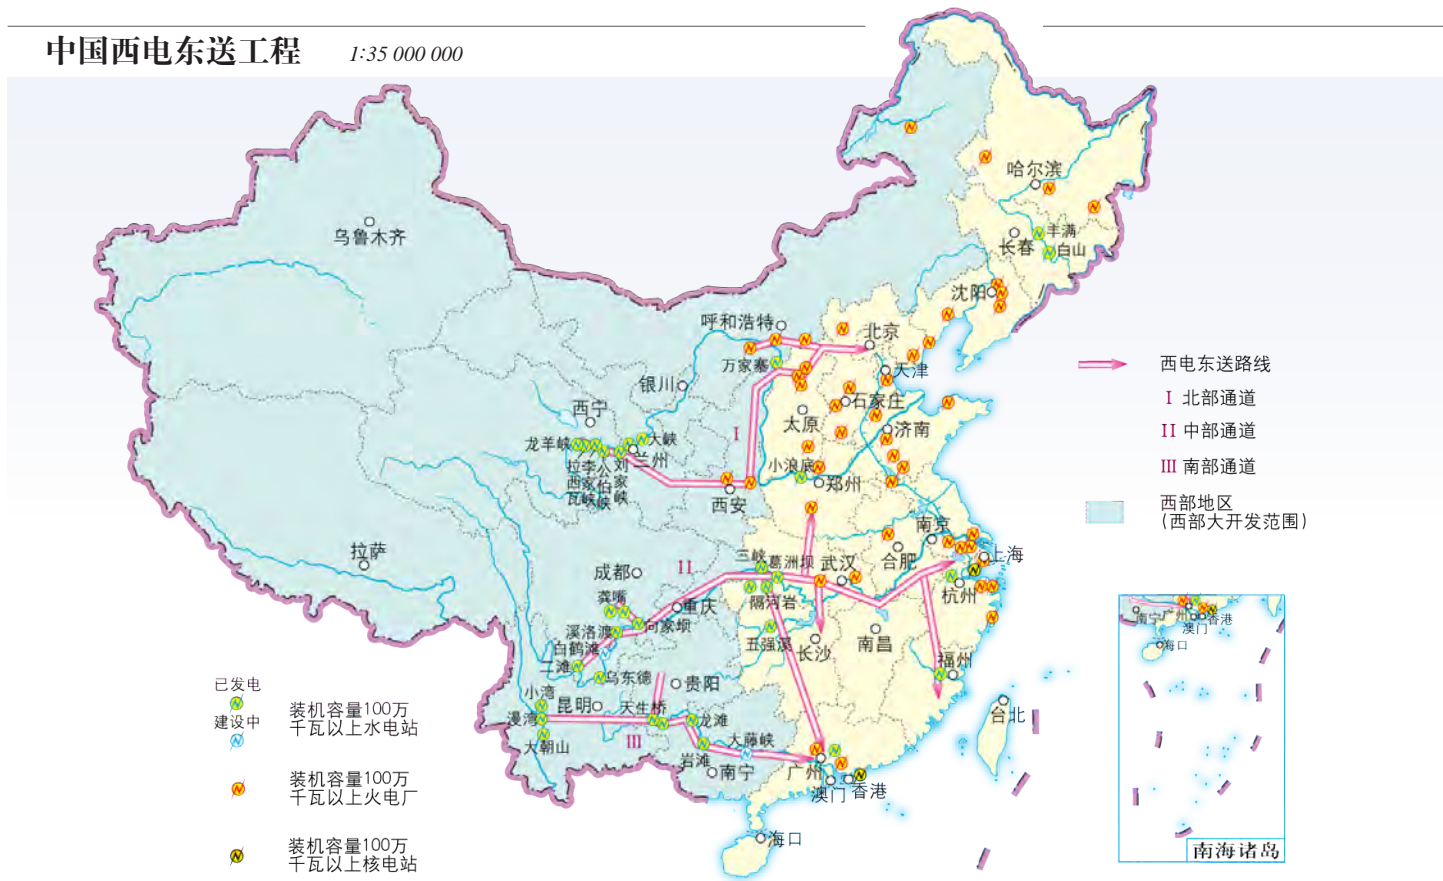 中国西电东送工程
1:35 000 000
哈尔滨
长春
丰满
白山
沈阳
乌鲁木齐
呼和浩特
北京
万家寨
天津
银川
石家庄
西宁
太原
济南
龙羊峡
大峡
兰州
拉西瓦
李家峡
公伯峡
刘家峡
I
小浪底
郑州
西安
南京
拉萨
三峡
葛洲坝
武汉
合肥
上海
成都
II
杭州
龚嘴
重庆
隔河岩
溪洛渡
向家坝
白鹤滩
五强溪
长沙
南昌
二滩
乌东德
福州
贵阳
小湾
昆明
天生桥
台北
漫湾
龙滩
大朝山
III
大藤峡
岩滩
南宁
广州
澳门
香港
海口
西电东送路线
I 北部通道
II 中部通道
III 南部通道
西部地区
(西部大开发范围)
已发电
建设中
装机容量100万
千瓦以上水电站
装机容量100万
千瓦以上火电厂
装机容量100万
千瓦以上核电站
南宁
广州
香港
澳门
海口
南海诸岛